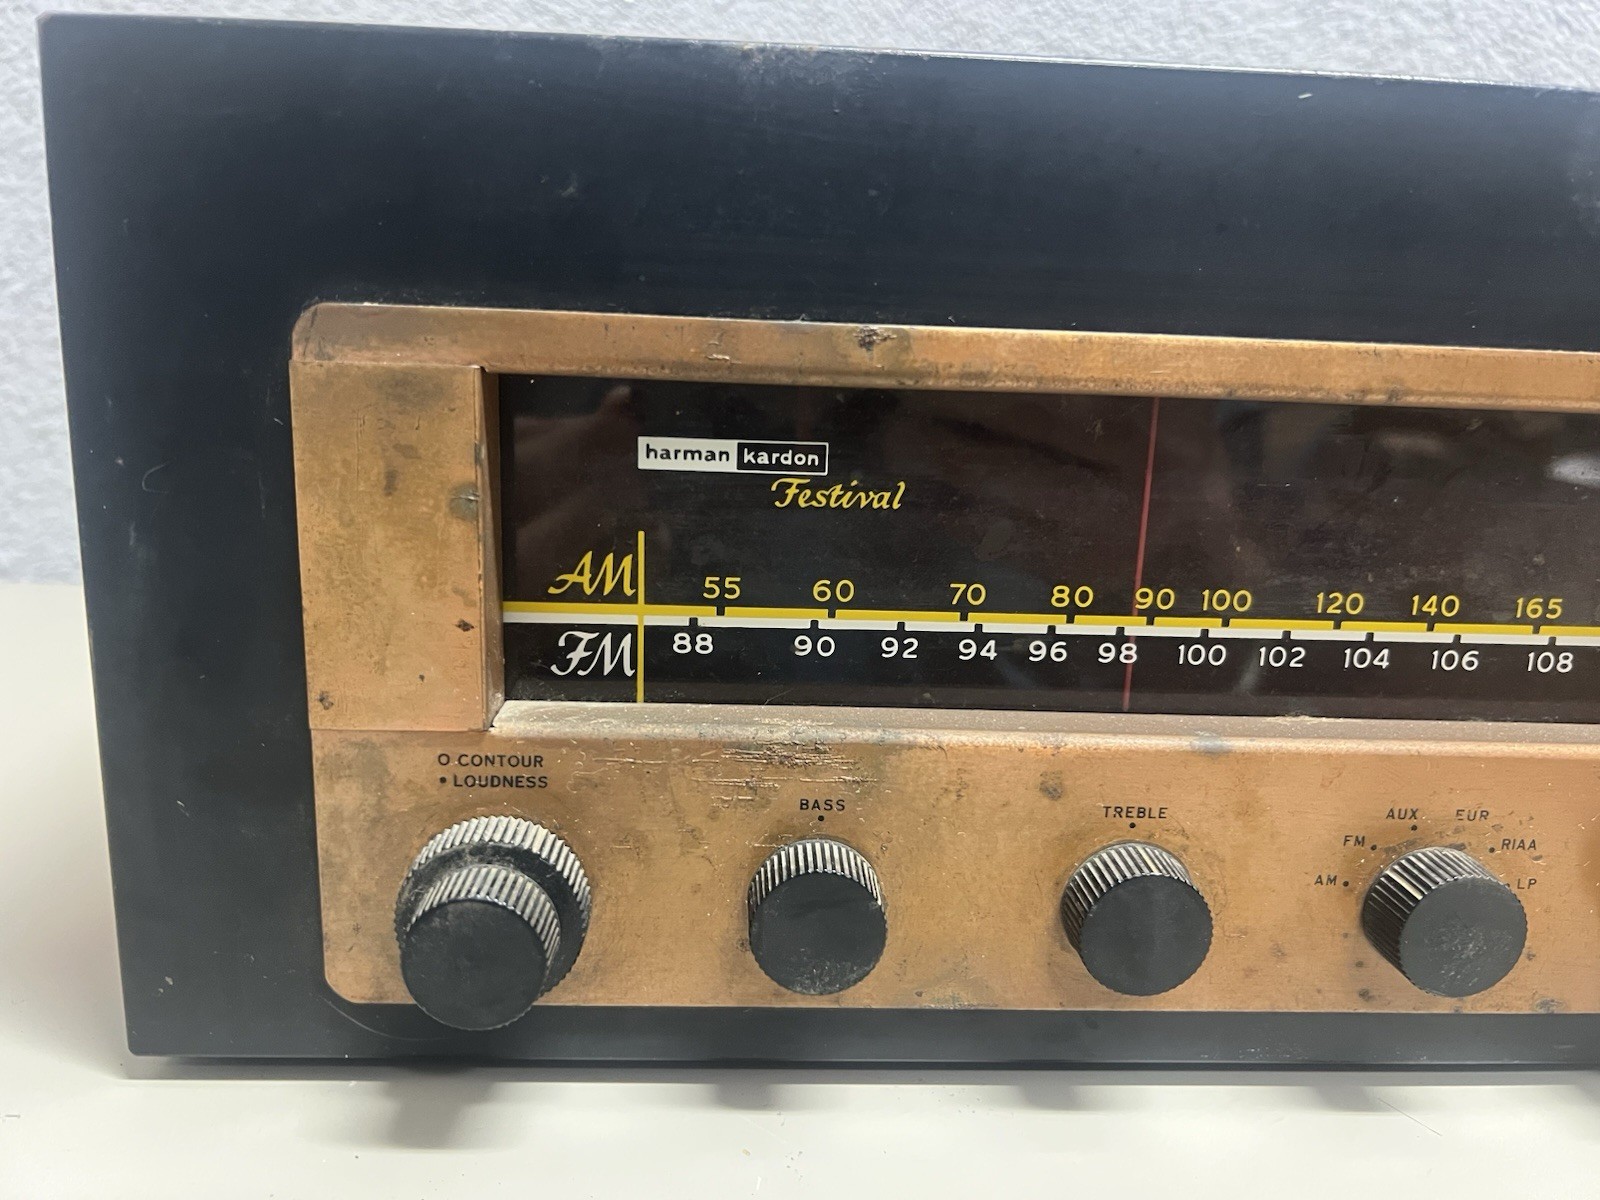 harman kardon
Festival
AM 55 60 70 80 90 100 120 140 165
FM 88 90 92 94 96 98 100 102 104 106 108
O CONTOUR
• LOUDNESS
BASS
TREBLE
AUX EUR
FM RIAA
AM LP